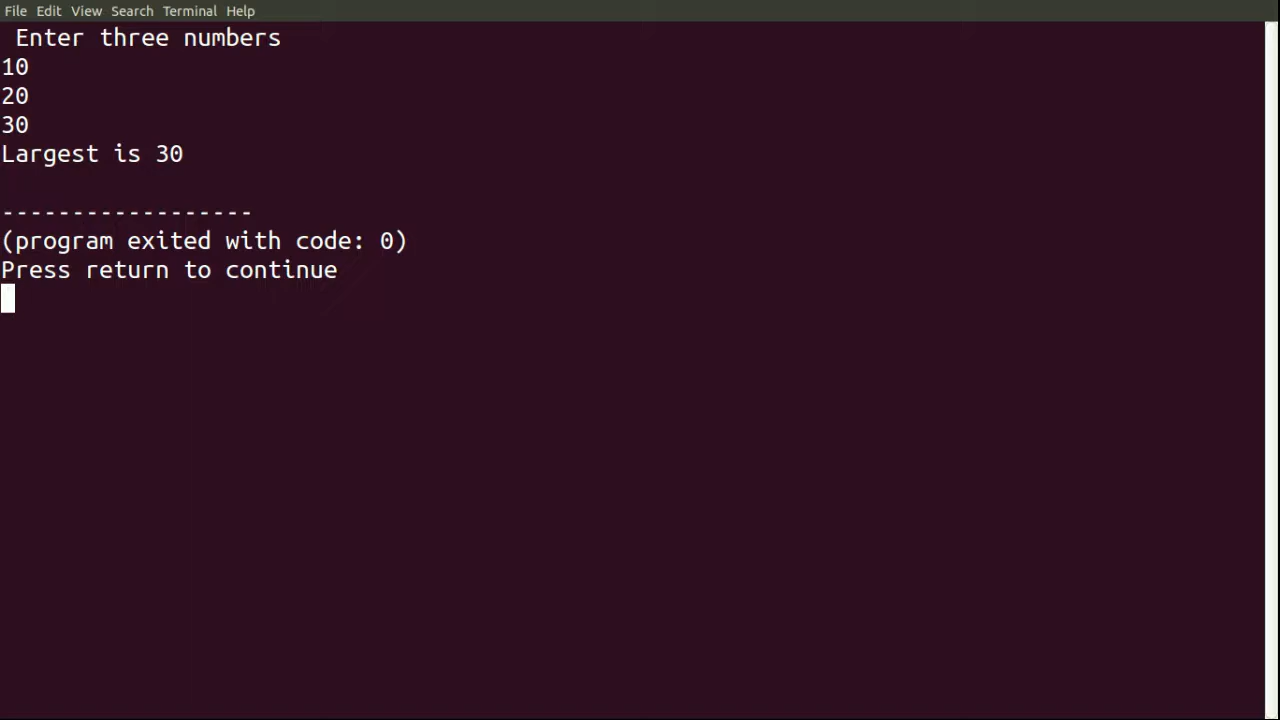 File Edit View Search Terminal Help
Enter three numbers
10
20
30
Largest is 30
------------------
(program exited with code: 0)
Press return to continue